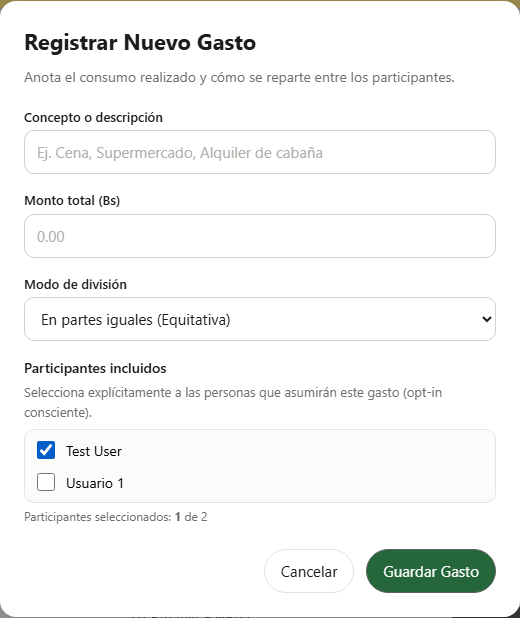 Registrar Nuevo Gasto
Anota el consumo realizado y cómo se reparte entre los participantes.
Concepto o descripción
Ej. Cena, Supermercado, Alquiler de cabaña
Monto total (Bs)
0.00
Modo de división
En partes iguales (Equitativa)
Participantes incluidos
Selecciona explícitamente a las personas que asumirán este gasto (opt-in
consciente).
Test User
Usuario 1
Participantes seleccionados: 1 de 2
Cancelar
Guardar Gasto